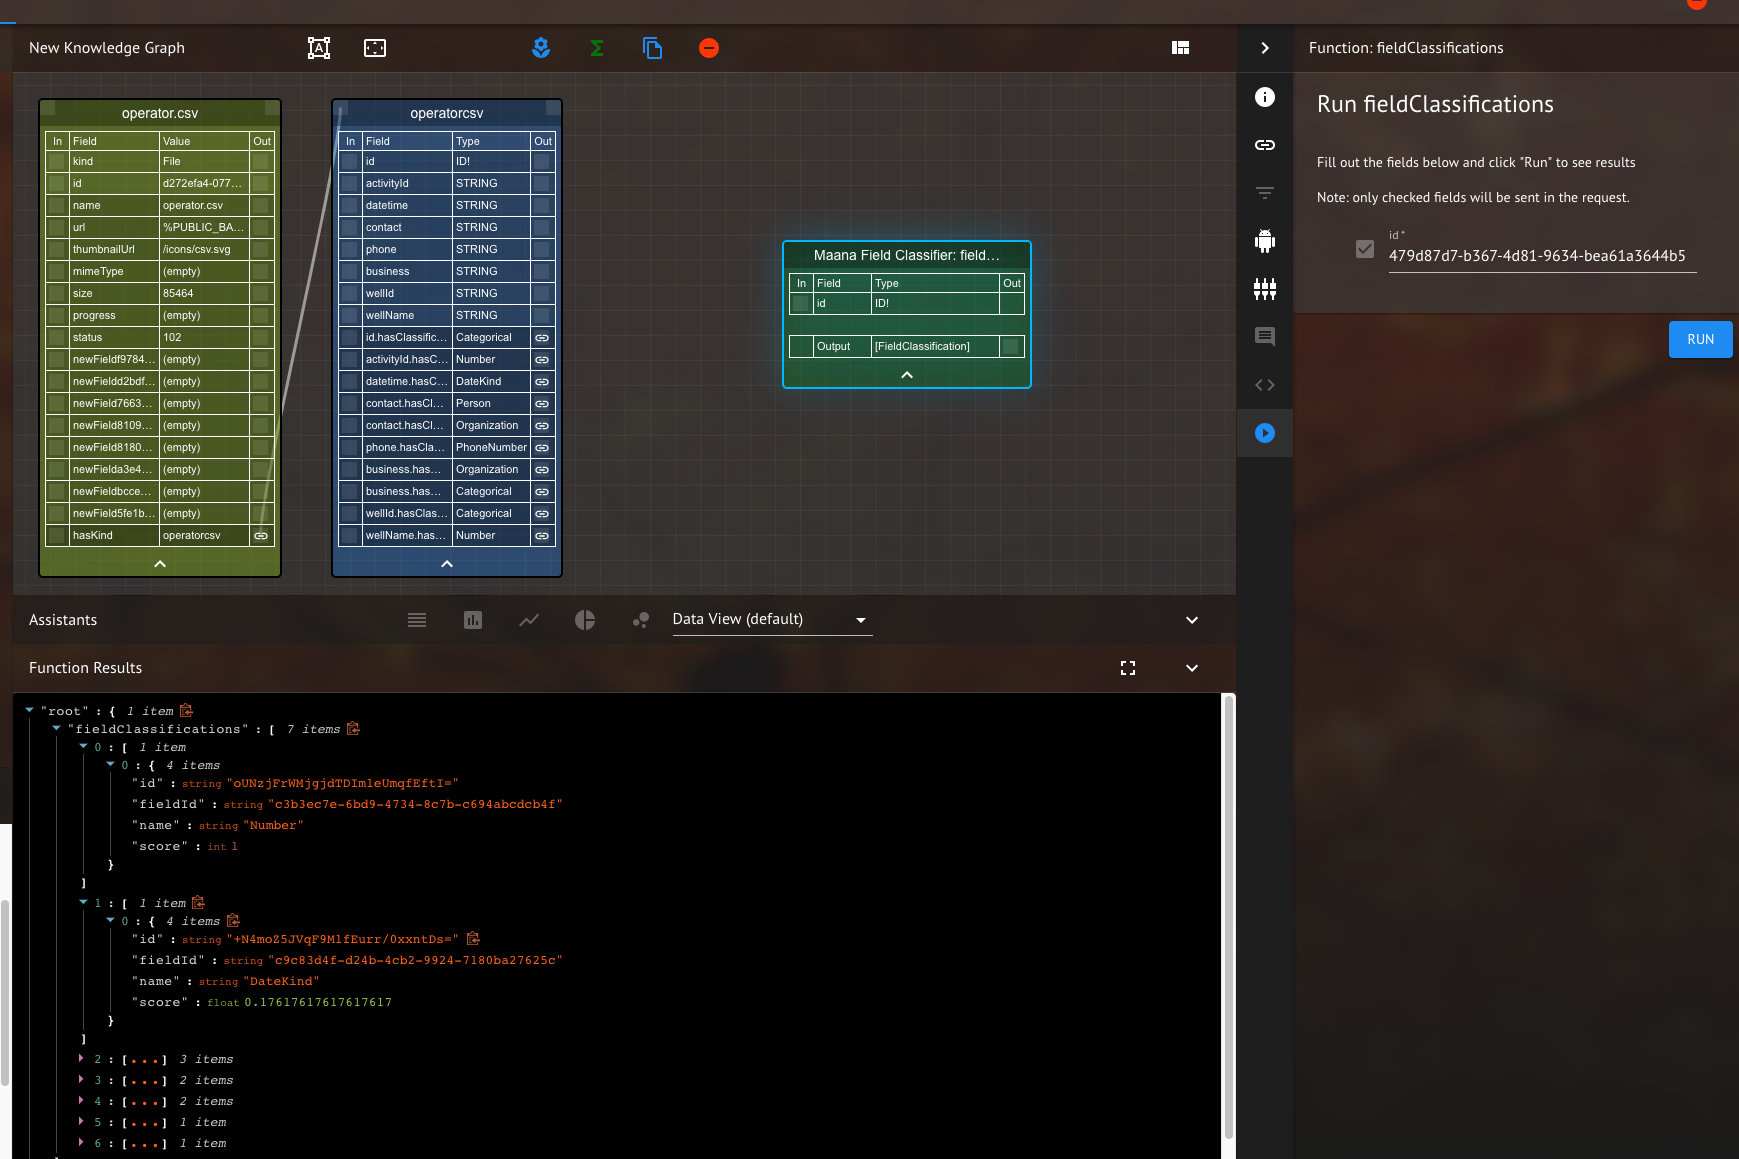 New Knowledge Graph
A
Function: fieldClassifications
operator.csv
In Field Value Out
kind File
id d272efa4-077...
name operator.csv
url %PUBLIC_BA...
thumbnailUrl /icons/csv.svg
mimeType (empty)
size 85464
progress (empty)
status 102
newFieldf9784... (empty)
newFieldd2bdf... (empty)
newField7663... (empty)
newField8109... (empty)
newField8180... (empty)
newFielda3e4... (empty)
newFieldbcce... (empty)
newField5fe1b... (empty)
hasKind operatorcsv
operatorcsv
In Field Type Out
id ID!
activityId STRING
datetime STRING
contact STRING
phone STRING
business STRING
wellId STRING
wellName STRING
id.hasClassific... Categorical
activityId.hasC... Number
datetime.hasC... DateKind
contact.hasCl... Person
contact.hasCl... Organization
phone.hasCla... PhoneNumber
business.has... Organization
business.has... Categorical
wellId.hasClas... Categorical
wellName.has... Number
Maana Field Classifier: field...
In Field Type Out
id ID!
Output [FieldClassification]
Run fieldClassifications
Fill out the fields below and click "Run" to see results
Note: only checked fields will be sent in the request.
id *
479d87d7-b367-4d81-9634-bea61a3644b5
RUN
Assistants
Data View (default)
Function Results
"root" : { 1 item
"fieldClassifications" : [ 7 items
0 : [ 1 item
0 : { 4 items
"id" : string "oUNzjFrWMjgjdTDImleUmqfEftI="
"fieldId" : string "c3b3ec7e-6bd9-4734-8c7b-c694abcdcb4f"
"name" : string "Number"
"score" : int 1
}
]
1 : [ 1 item
0 : { 4 items
"id" : string "+N4moZ5JVqF9MlfEurr/0xxntDs="
"fieldId" : string "c9c83d4f-d24b-4cb2-9924-7180ba27625c"
"name" : string "DateKind"
"score" : float 0.17617617617617617
}
]
2 : [...] 3 items
3 : [...] 2 items
4 : [...] 2 items
5 : [...] 1 item
6 : [...] 1 item